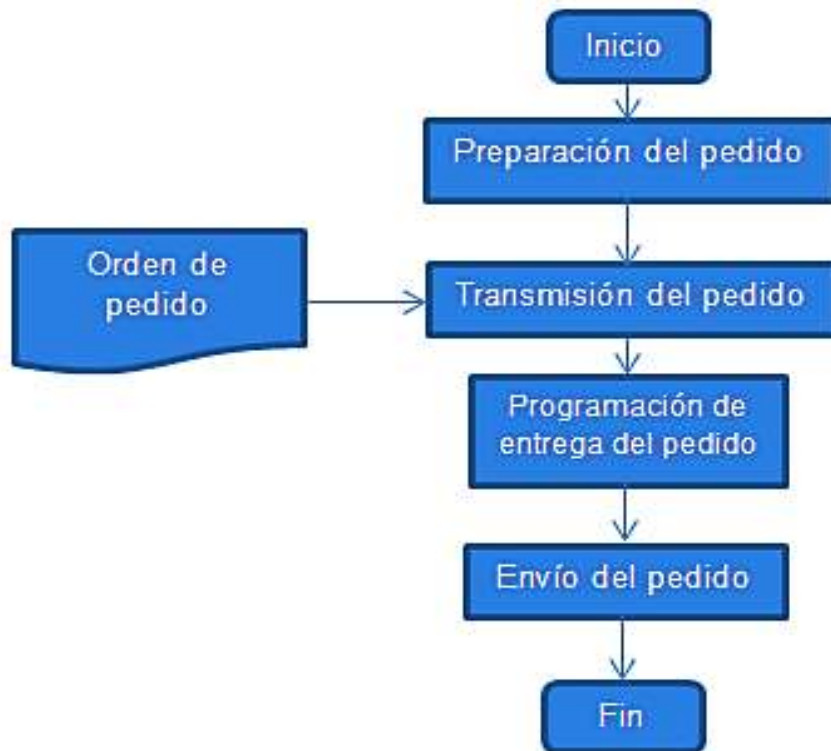 Inicio
Preparación del pedido
Orden de
pedido
Transmisión del pedido
Programación de
entrega del pedido
Envío del pedido
Fin